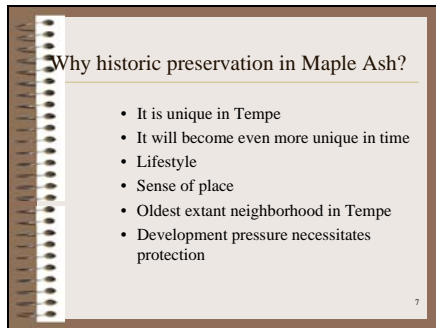 Why historic preservation in Maple Ash?
• It is unique in Tempe
• It will become even more unique in time
• Lifestyle
• Sense of place
• Oldest extant neighborhood in Tempe
• Development pressure necessitates
protection
7